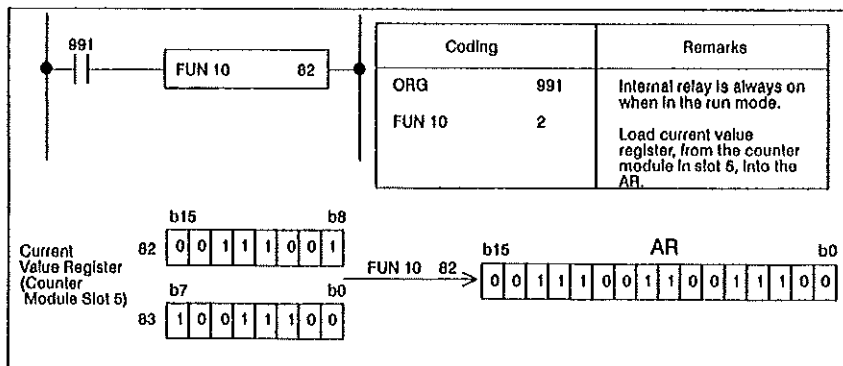 991
FUN 10 82
Coding Remarks
ORG 991 Internal relay is always on
when in the run mode.
FUN 10 2 Load current value
register, from the counter
module in slot 5, into the
AR.
b15 b8
Current
Value Register
(Counter
Module Slot 5)
82 0 0 1 1 1 0 0 1
b7 b0
83 1 0 0 1 1 1 0 0
FUN 10 82
b15 AR b0
0 0 1 1 1 0 0 1 1 0 0 1 1 1 0 0